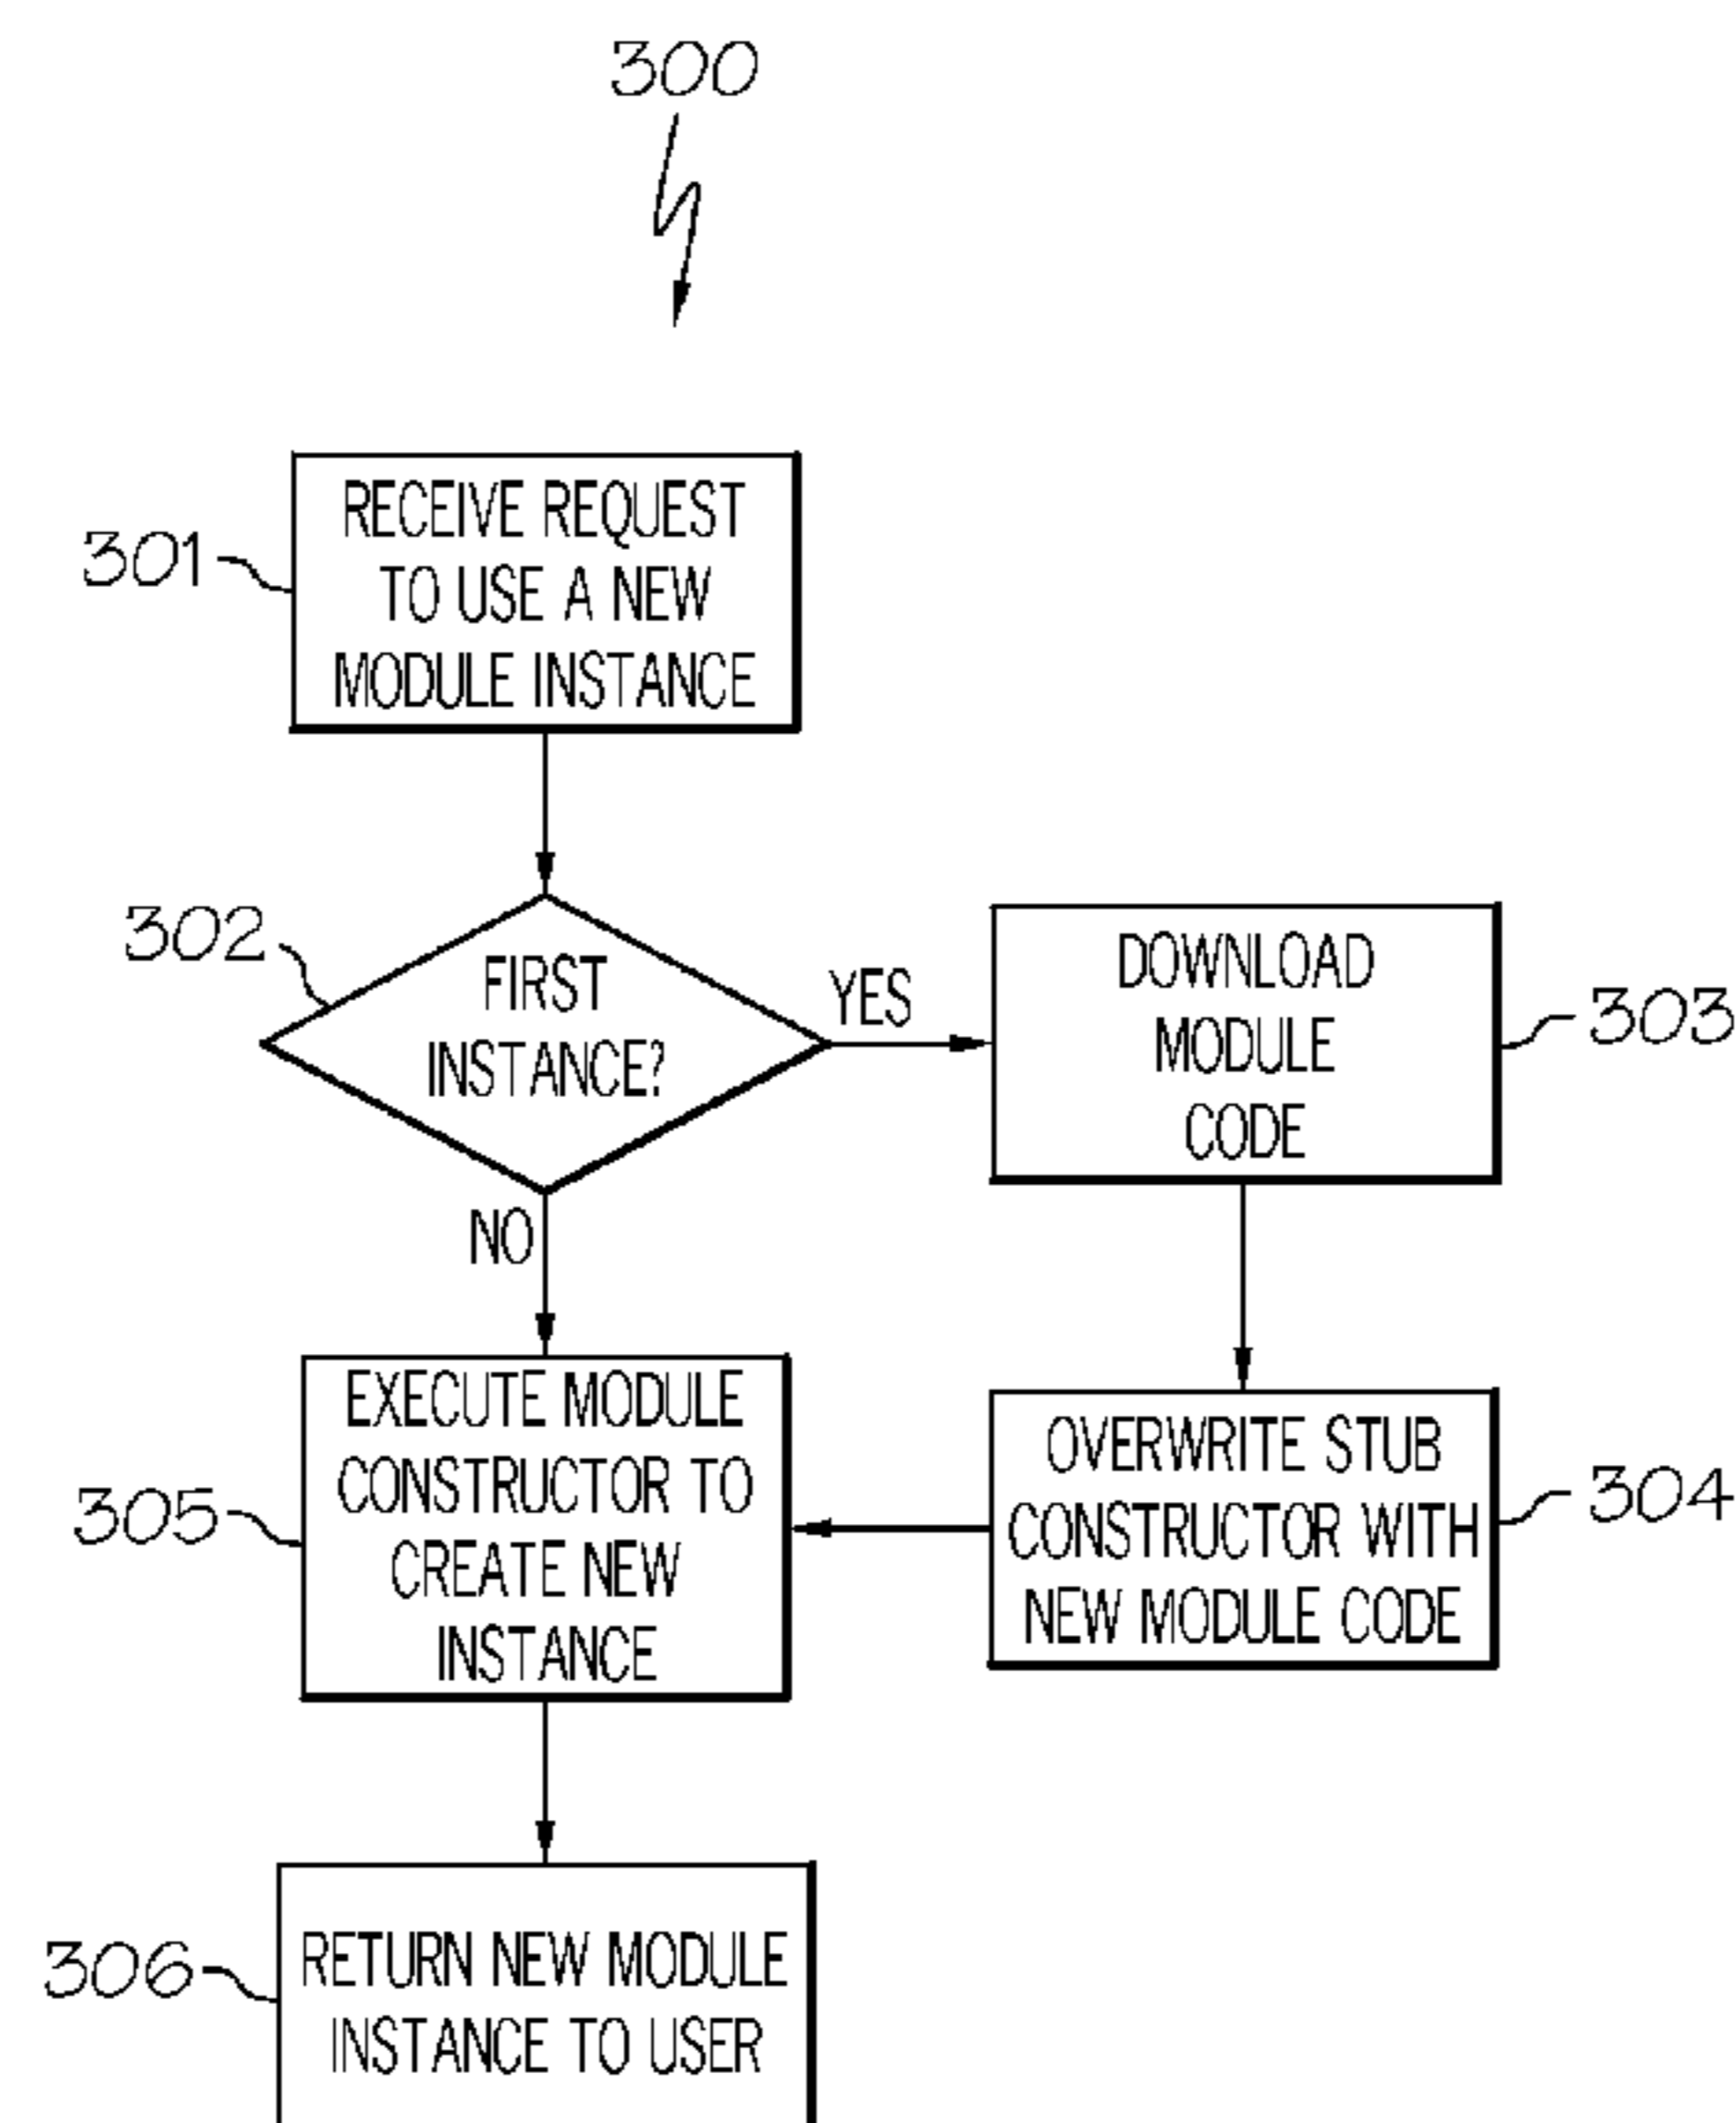 300
301
RECEIVE REQUEST
TO USE A NEW
MODULE INSTANCE
302
FIRST
INSTANCE?
YES
NO
DOWNLOAD
MODULE
CODE
303
OVERWRITE STUB
CONSTRUCTOR WITH
NEW MODULE CODE
304
305
EXECUTE MODULE
CONSTRUCTOR TO
CREATE NEW
INSTANCE
306
RETURN NEW MODULE
INSTANCE TO USER